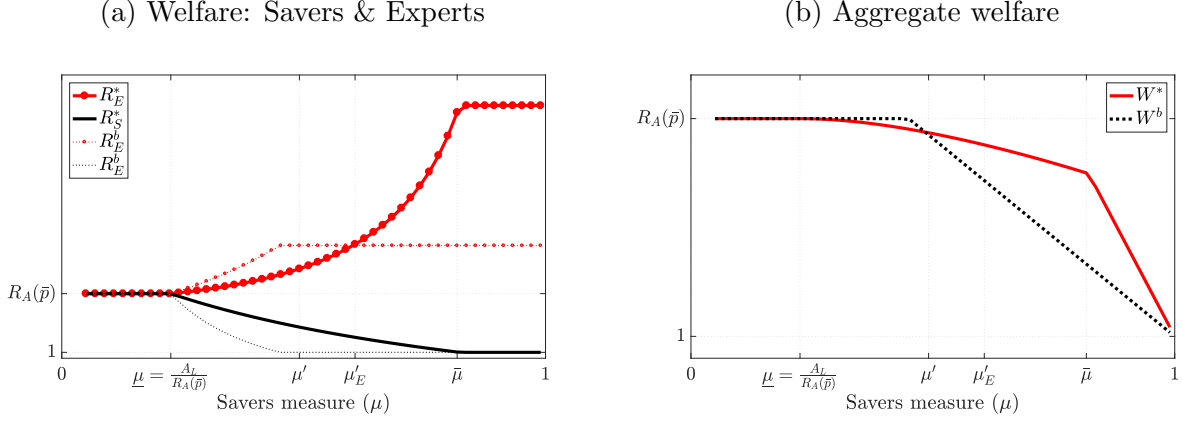 (a) Welfare: Savers & Experts
R*_E
R*_S
R^b_E
R^b_E
R_A(p̄)
1
0
μ̲ = A_L/R_A(p̄)
μ′
μ′_E
μ̄
1
Savers measure (μ)
(b) Aggregate welfare
W*
W^b
R_A(p̄)
1
μ̲ = A_L/R_A(p̄)
μ′
μ′_E
μ̄
0
1
Savers measure (μ)